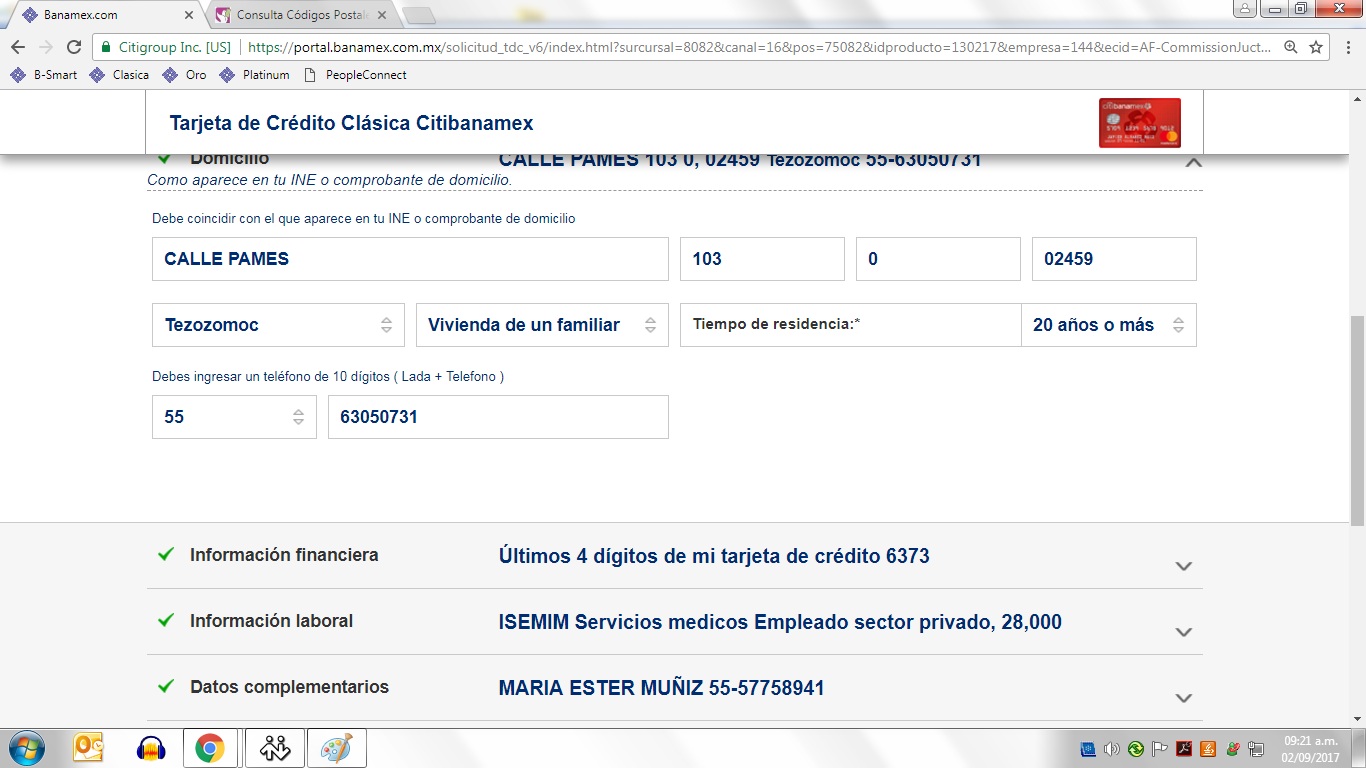 Banamex.com
Consulta Códigos Postale
Citigroup Inc. [US]
https://portal.banamex.com.mx/solicitud_tdc_v6/index.html?surcursal=8082&canal=16&pos=75082&idproducto=130217&empresa=144&ecid=AF-CommissionJuct...
B-Smart
Clasica
Oro
Platinum
PeopleConnect
Tarjeta de Crédito Clásica Citibanamex
citibanamex
Domicilio
CALLE PAMES 103 0, 02459 Tezozomoc 55-63050731
Como aparece en tu INE o comprobante de domicilio.
Debe coincidir con el que aparece en tu INE o comprobante de domicilio
CALLE PAMES
103
0
02459
Tezozomoc
Vivienda de un familiar
Tiempo de residencia:*
20 años o más
Debes ingresar un teléfono de 10 dígitos ( Lada + Telefono )
55
63050731
Información financiera
Últimos 4 dígitos de mi tarjeta de crédito 6373
Información laboral
ISEMIM Servicios medicos Empleado sector privado, 28,000
Datos complementarios
MARIA ESTER MUÑIZ 55-57758941
09:21 a.m.
02/09/2017